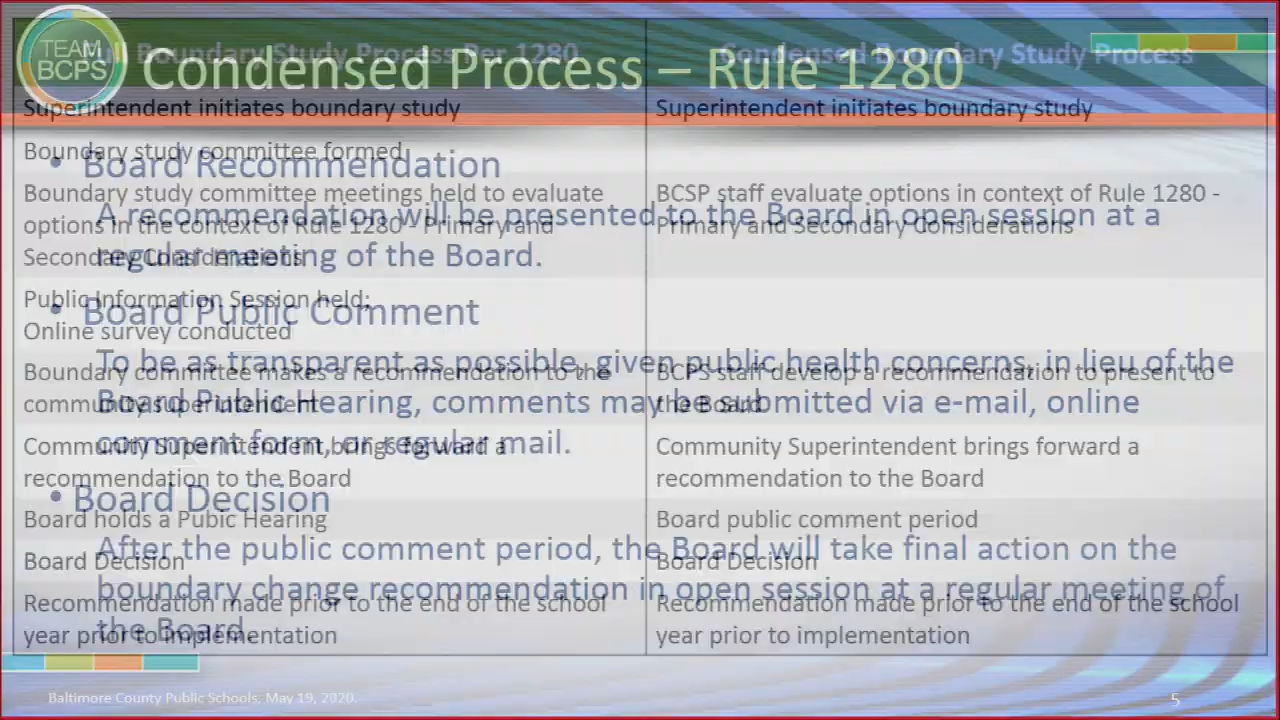 TEAM
BCPS
Condensed Process – Rule 1280
• Board Recommendation
A recommendation will be presented to the Board in open session at a
regular meeting of the Board.
• Board Public Comment
To be as transparent as possible, given public health concerns, in lieu of the
Board Public Hearing, comments may be submitted via e-mail, online
comment form, or regular mail.
• Board Decision
After the public comment period, the Board will take final action on the
boundary change recommendation in open session at a regular meeting of
the Board.
Full Boundary Study Process Per 1280
Superintendent initiates boundary study
Boundary study committee formed
Boundary study committee meetings held to evaluate
options in the context of Rule 1280 - Primary and
Secondary Considerations
Public Information Session held;
Online survey conducted
Boundary committee makes a recommendation to the
community superintendent
Community Superintendent brings forward a
recommendation to the Board
Board holds a Pubic Hearing
Board Decision
Recommendation made prior to the end of the school
year prior to implementation
Condensed Boundary Study Process
Superintendent initiates boundary study
BCSP staff evaluate options in context of Rule 1280 -
Primary and Secondary Considerations
BCPS staff develop a recommendation to present to
the Board
Community Superintendent brings forward a
recommendation to the Board
Board public comment period
Board Decision
Recommendation made prior to the end of the school
year prior to implementation
Baltimore County Public Schools. May 19, 2020.
5